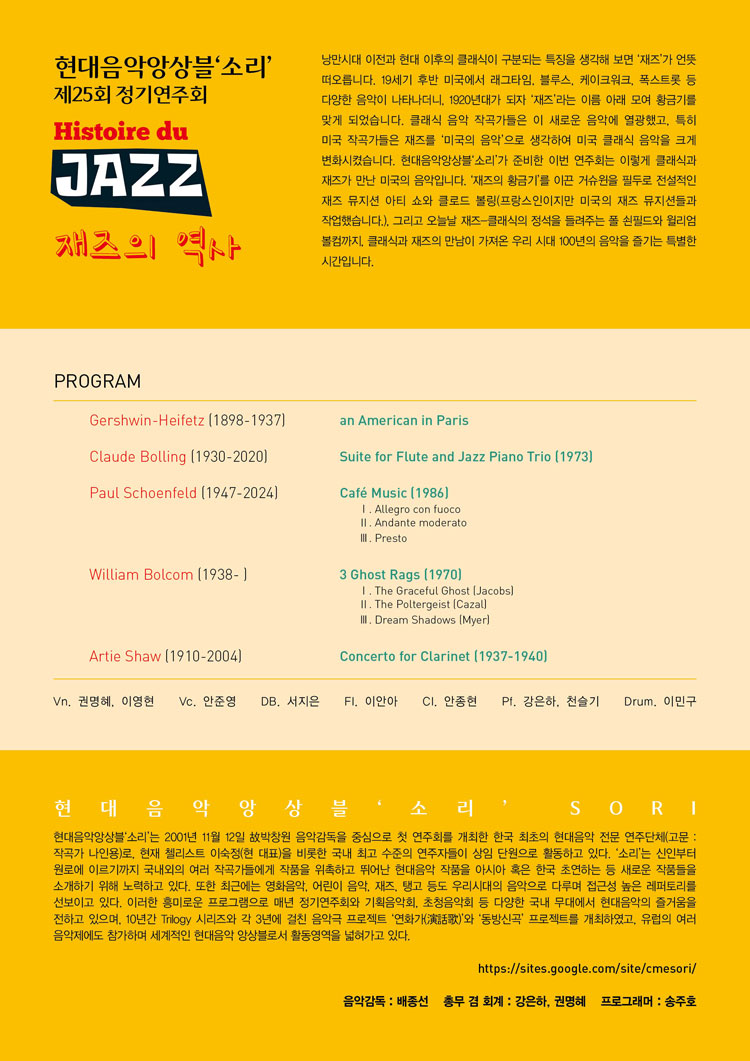 현대음악앙상블‘소리’
제25회 정기연주회
Histoire du
JAZZ
재즈의 역사
낭만시대 이전과 현대 이후의 클래식이 구분되는 특징을 생각해 보면 ‘재즈’가 언뜻
떠오릅니다. 19세기 후반 미국에서 래그타임, 블루스, 케이크워크, 폭스트롯 등
다양한 음악이 나타나더니, 1920년대가 되자 ‘재즈’라는 이름 아래 모여 황금기를
맞게 되었습니다. 클래식 음악 작곡가들은 이 새로운 음악에 열광했고, 특히
미국 작곡가들은 재즈를 ‘미국의 음악’으로 생각하여 미국 클래식 음악을 크게
변화시켰습니다. 현대음악앙상블‘소리’가 준비한 이번 연주회는 이렇게 클래식과
재즈가 만난 미국의 음악입니다. ‘재즈의 황금기’를 이끈 거슈윈을 필두로 전설적인
재즈 뮤지션 아티 쇼와 클로드 볼링(프랑스인이지만 미국의 재즈 뮤지션들과
작업했습니다.), 그리고 오늘날 재즈-클래식의 정석을 들려주는 폴 쇤필드와 윌리엄
볼컴까지, 클래식과 재즈의 만남이 가져온 우리 시대 100년의 음악을 즐기는 특별한
시간입니다.
PROGRAM
Gershwin-Heifetz (1898-1937) an American in Paris
Claude Bolling (1930-2020) Suite for Flute and Jazz Piano Trio (1973)
Paul Schoenfeld (1947-2024) Café Music (1986)
Ⅰ. Allegro con fuoco
Ⅱ. Andante moderato
Ⅲ. Presto
William Bolcom (1938- ) 3 Ghost Rags (1970)
Ⅰ. The Graceful Ghost (Jacobs)
Ⅱ. The Poltergeist (Cazal)
Ⅲ. Dream Shadows (Myer)
Artie Shaw (1910-2004) Concerto for Clarinet (1937-1940)
Vn. 권명혜, 이영현 Vc. 안준영 DB. 서지은 Fl. 이안아 Cl. 안종현 Pf. 강은하, 천슬기 Drum. 이민구
현대음악앙상블‘소리’ SORI
현대음악앙상블‘소리’는 2001년 11월 12일 故박창원 음악감독을 중심으로 첫 연주회를 개최한 한국 최초의 현대음악 전문 연주단체(고문 :
작곡가 나인용)로, 현재 첼리스트 이숙정(현 대표)을 비롯한 국내 최고 수준의 연주자들이 상임 단원으로 활동하고 있다. ‘소리’는 신인부터
원로에 이르기까지 국내외의 여러 작곡가들에게 작품을 위촉하고 뛰어난 현대음악 작품을 아시아 혹은 한국 초연하는 등 새로운 작품들을
소개하기 위해 노력하고 있다. 또한 최근에는 영화음악, 어린이 음악, 재즈, 탱고 등도 우리시대의 음악으로 다루며 접근성 높은 레퍼토리를
선보이고 있다. 이러한 흥미로운 프로그램으로 매년 정기연주회와 기획음악회, 초청음악회 등 다양한 국내 무대에서 현대음악의 즐거움을
전하고 있으며, 10년간 Trilogy 시리즈와 각 3년에 걸친 음악극 프로젝트 ‘연화가(演話歌)’와 ‘동방신곡’ 프로젝트를 개최하였고, 유럽의 여러
음악제에도 참가하며 세계적인 현대음악 앙상블로서 활동영역을 넓혀가고 있다.
https://sites.google.com/site/cmesori/
음악감독 : 배종선 총무 겸 회계 : 강은하, 권명혜 프로그래머 : 송주호